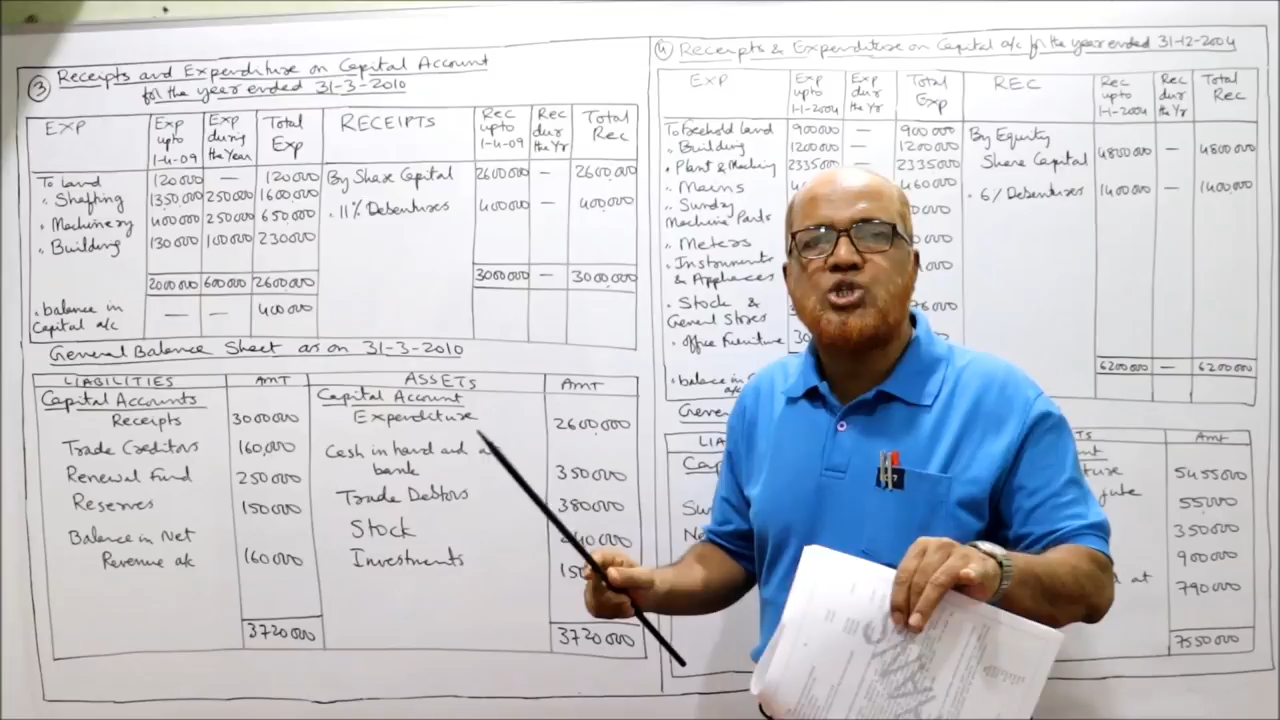 ③ Receipts and Expenditure on Capital Account
for the year ended 31-3-2010
EXP | Exp upto 1-4-09 | Exp during the Year | Total Exp | RECEIPTS | Rec upto 1-4-09 | Rec dur the Yr | Total Rec
To Land | 120000 | — | 120000 | By Share Capital | 2600000 | — | 2600000
" Shafting | 1350000 | 250000 | 1600000 | " 11% Debentures | 400000 | — | 400000
" Machinery | 400000 | 250000 | 650000
" Building | 130000 | 100000 | 230000
2000000 | 600000 | 2600000 | 3000000 | — | 3000000
" balance in
Capital a/c | — | — | 400000
General Balance Sheet as on 31-3-2010
LIABILITIES | AMT | ASSETS | AMT
Capital Accounts | Capital Account
Receipts | 3000000 | Expenditure | 2600000
Trade Creditors | 160000 | Cash in hand and
bank | 350000
Renewal Fund | 250000 | Trade Debtors | 380000
Reserves | 150000 | Stock
Balance in Net
Revenue a/c | 160000 | Investments
3720000 | 3720000
④ Receipts & Expenditure on Capital a/c for the year ended 31-12-2004
EXP | Exp upto 1-1-2004 | Exp dur the Yr | Total Exp | REC | Rec upto 1-1-2004 | Rec dur the Yr | Total Rec
To Freehold Land | 900000 | — | 900000 | By Equity
" Building | 1200000 | — | 1200000 | Share Capital | 4800000 | — | 4800000
" Plant & Maching | 2335000 | 2335000
" Mains | 460000 | " 6% Debentures | 1400000 | — | 1400000
" Sundry
Machine Parts
" Meters
" Instruments
& Appliances
" Stock &
General Stores
" Office Furniture
6200000 | — | 6200000
" balance in
Amt
5455000
55000
350000
900000
at | 790000
7550000